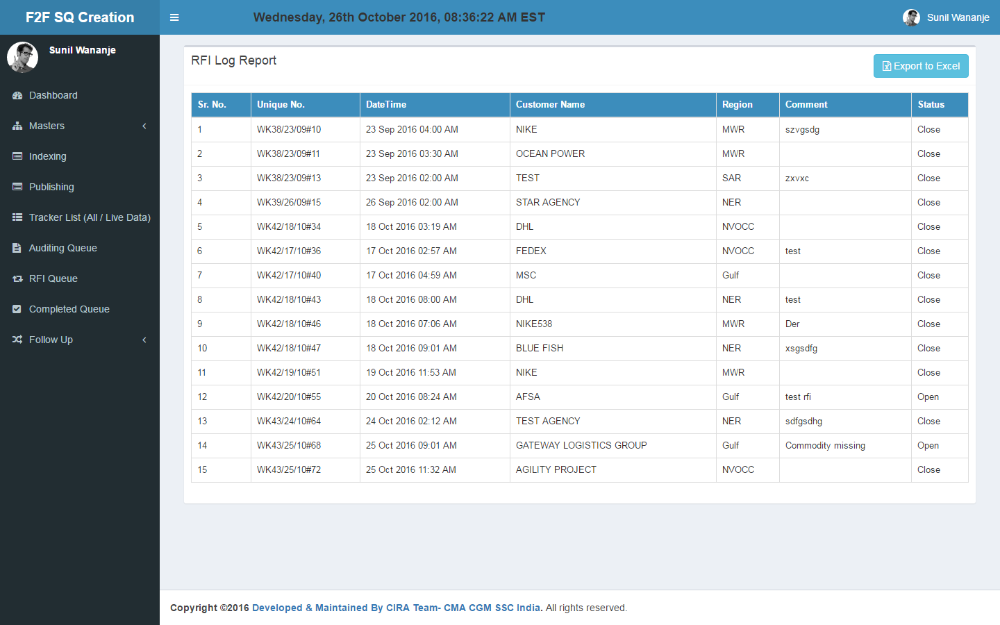 F2F SQ Creation
Wednesday, 26th October 2016, 08:36:22 AM EST
Sunil Wananje
Sunil Wananje
Dashboard
Masters
Indexing
Publishing
Tracker List (All / Live Data)
Auditing Queue
RFI Queue
Completed Queue
Follow Up
RFI Log Report
Export to Excel
Sr. No. Unique No. DateTime Customer Name Region Comment Status
1 WK38/23/09#10 23 Sep 2016 04:00 AM NIKE MWR szvgsdg Close
2 WK38/23/09#11 23 Sep 2016 03:30 AM OCEAN POWER MWR Close
3 WK38/23/09#13 23 Sep 2016 02:00 AM TEST SAR zxvxc Close
4 WK39/26/09#15 26 Sep 2016 02:00 AM STAR AGENCY NER Close
5 WK42/18/10#34 18 Oct 2016 03:19 AM DHL NVOCC Close
6 WK42/17/10#36 17 Oct 2016 02:57 AM FEDEX NVOCC test Close
7 WK42/17/10#40 17 Oct 2016 04:59 AM MSC Gulf Close
8 WK42/18/10#43 18 Oct 2016 08:00 AM DHL NER test Close
9 WK42/18/10#46 18 Oct 2016 07:06 AM NIKE538 MWR Der Close
10 WK42/18/10#47 18 Oct 2016 09:01 AM BLUE FISH NER xsgsdfg Close
11 WK42/19/10#51 19 Oct 2016 11:53 AM NIKE MWR Close
12 WK42/20/10#55 20 Oct 2016 08:24 AM AFSA Gulf test rfi Open
13 WK43/24/10#64 24 Oct 2016 02:12 AM TEST AGENCY NER sdfgsdhg Close
14 WK43/25/10#68 25 Oct 2016 09:01 AM GATEWAY LOGISTICS GROUP Gulf Commodity missing Open
15 WK43/25/10#72 25 Oct 2016 11:32 AM AGILITY PROJECT NVOCC Close
Copyright ©2016 Developed & Maintained By CIRA Team- CMA CGM SSC India. All rights reserved.